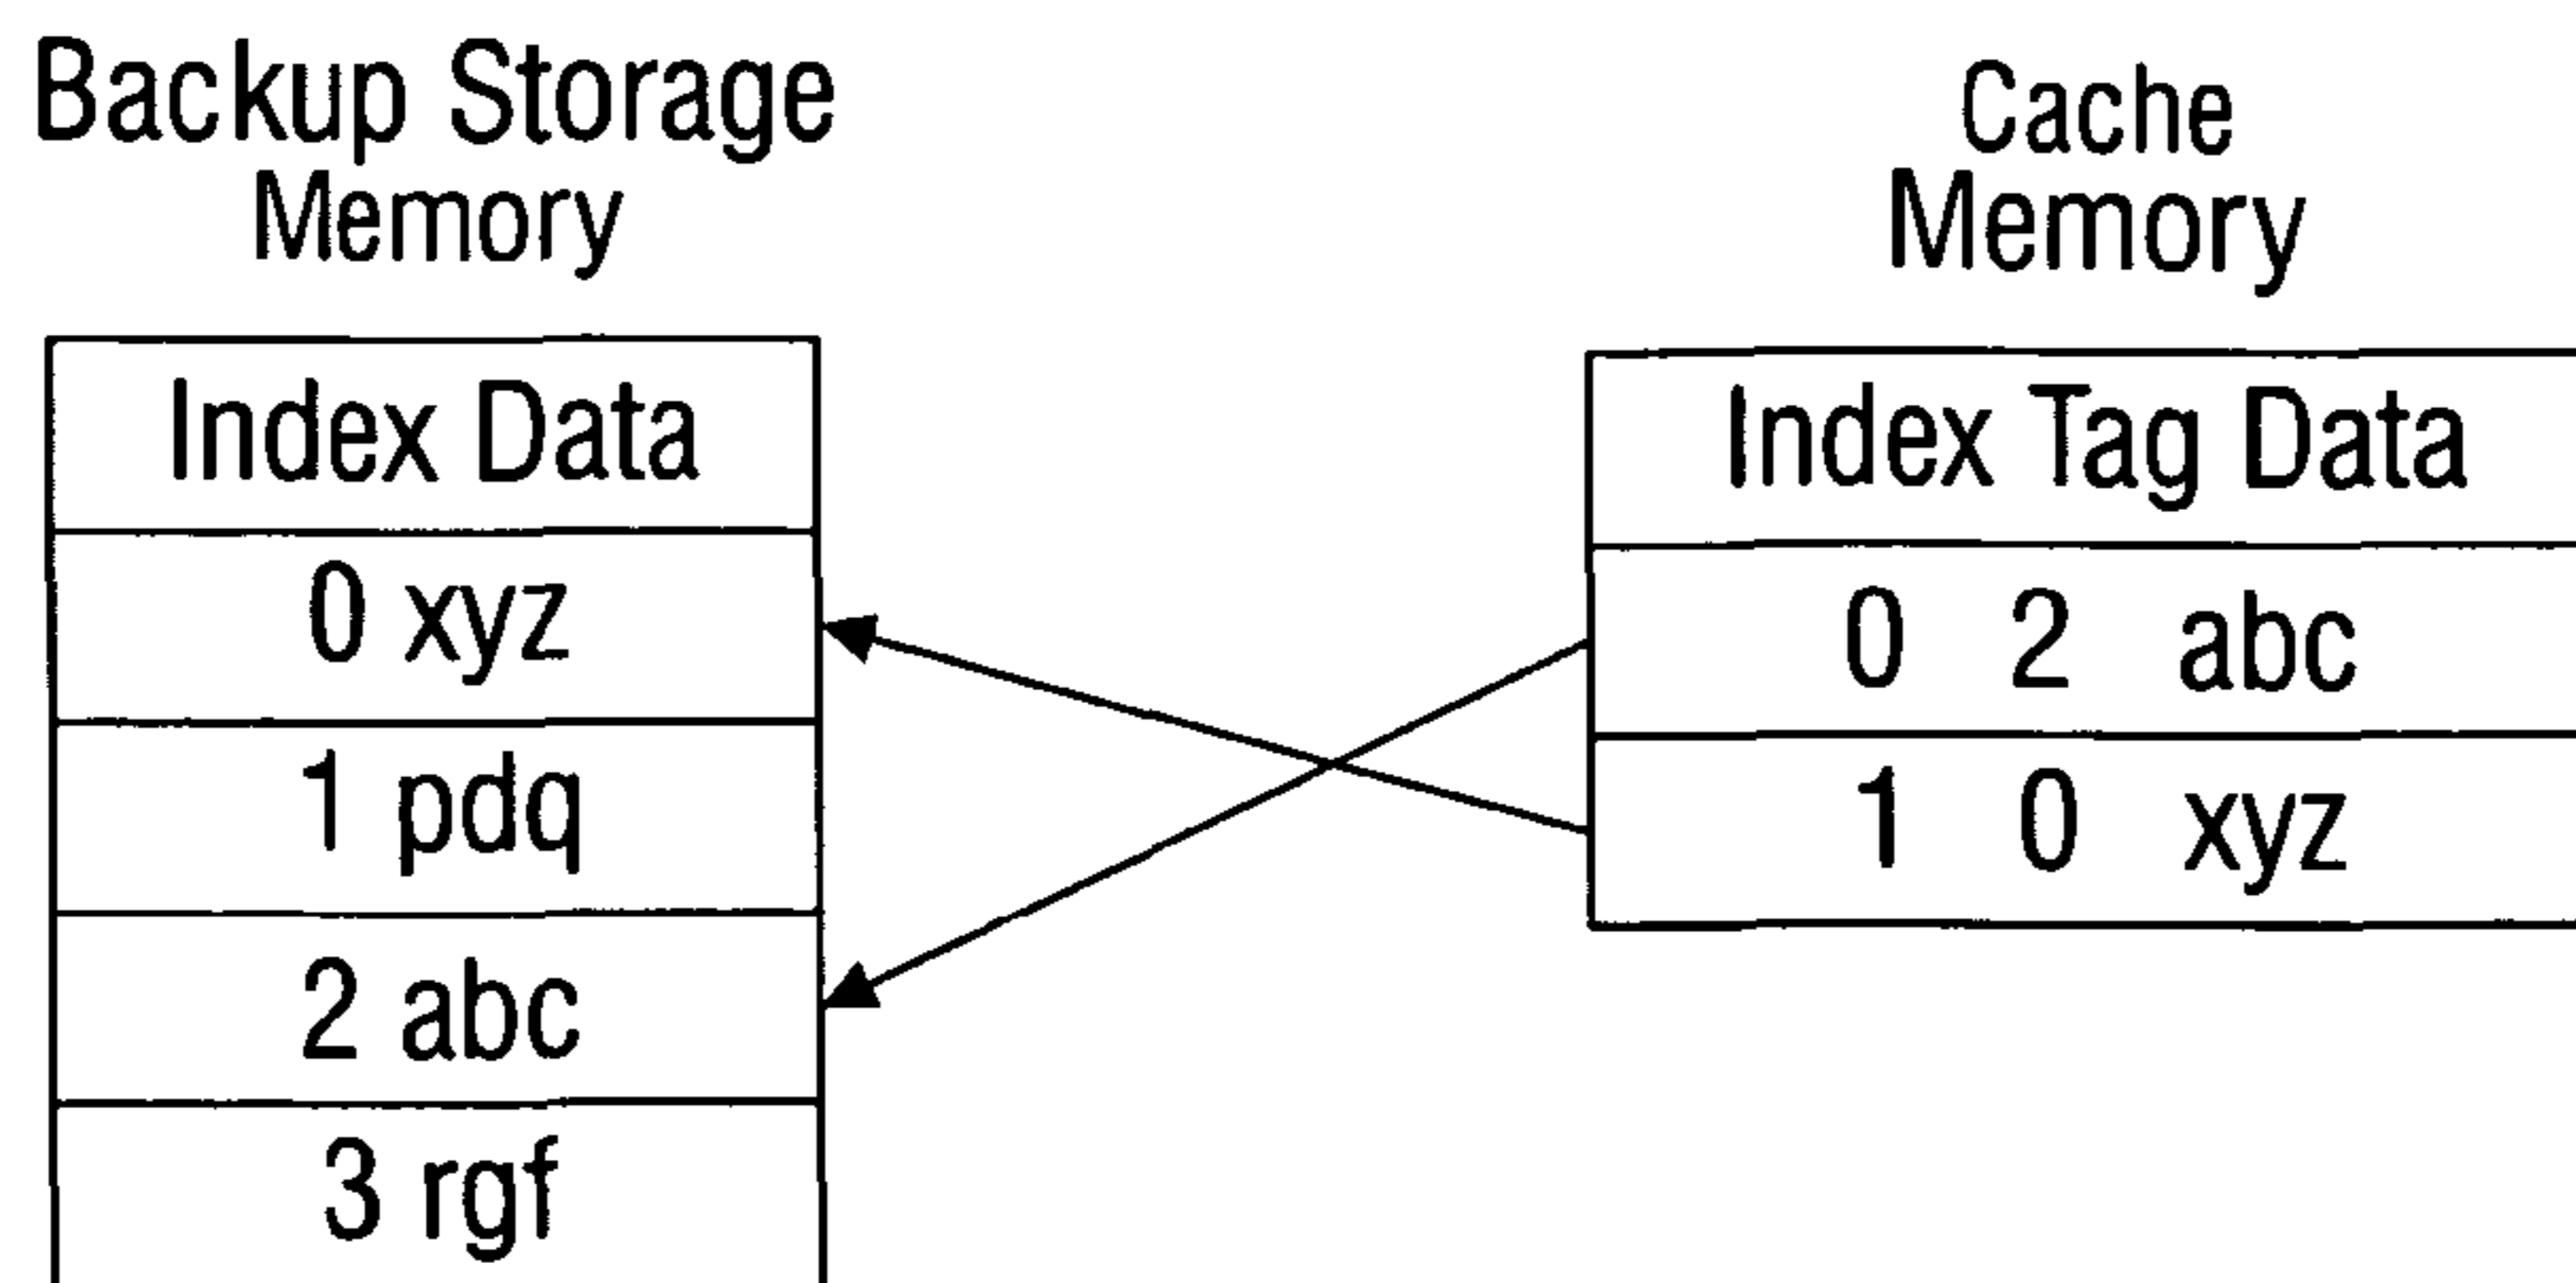 Backup Storage
Memory
Index Data
0 xyz
1 pdq
2 abc
3 rgf
Cache
Memory
Index Tag Data
0 2 abc
1 0 xyz